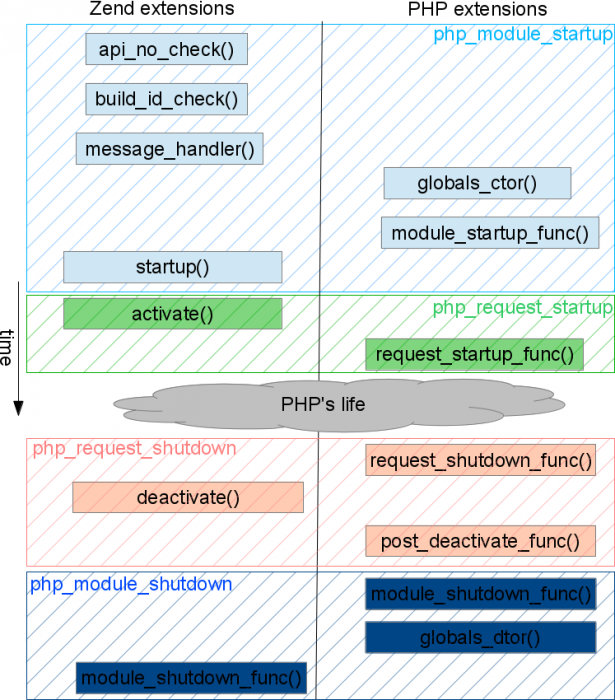 Zend extensions
PHP extensions
php_module_startup
api_no_check()
build_id_check()
message_handler()
globals_ctor()
module_startup_func()
startup()
php_request_startup
activate()
time
request_startup_func()
PHP's life
php_request_shutdown
request_shutdown_func()
deactivate()
post_deactivate_func()
php_module_shutdown
module_shutdown_func()
globals_dtor()
module_shutdown_func()